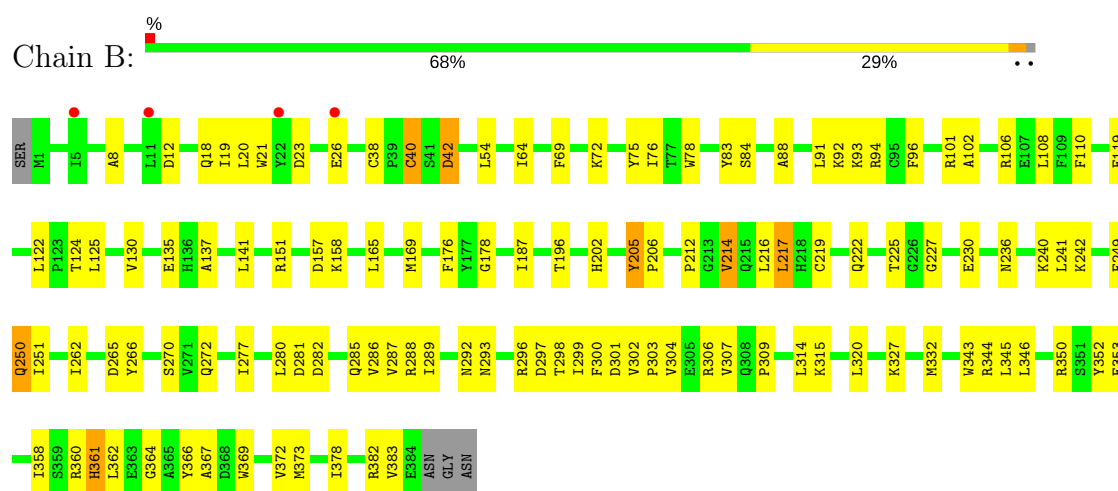 %
Chain B:
68% 29% • •
SER M1 I5 A8 L11 D12 Q18 I19 L20 W21 Y22 D23 E26 C38 P39 C40 S41 D42 L54 I64 F69 K72 Y75 I76 T77 W78 Y83 S84 A88 L91 K92 K93 R94 G95 F96 R101 A102 R106 E107 L108 F109 F110
L122 P123 T124 L125 V130 E135 H136 A137 L141 R151 D157 K158 L165 M169 F176 Y177 G178 I187 T196 H202 Y205 P206 P212 G213 V214 Q215 L216 L217 H218 C219 Q222 T225 G226 G227 E230 N236 K240 L241 K242
Q250 I251 I262 D265 Y266 S270 V271 Q272 I277 L280 D281 D282 Q285 V286 V287 R288 I289 N292 N293 R296 D297 T298 I299 F300 D301 V302 P303 V304 E305 R306 V307 Q308 P309 L314 K315 L320 K327 M332 W343 R344 L345 L346 R350 S351 Y352
I358 S359 R360 H361 L362 E363 G364 A365 Y366 A367 D368 W369 V372 M373 I378 R382 V383 E384 ASN GLY ASN